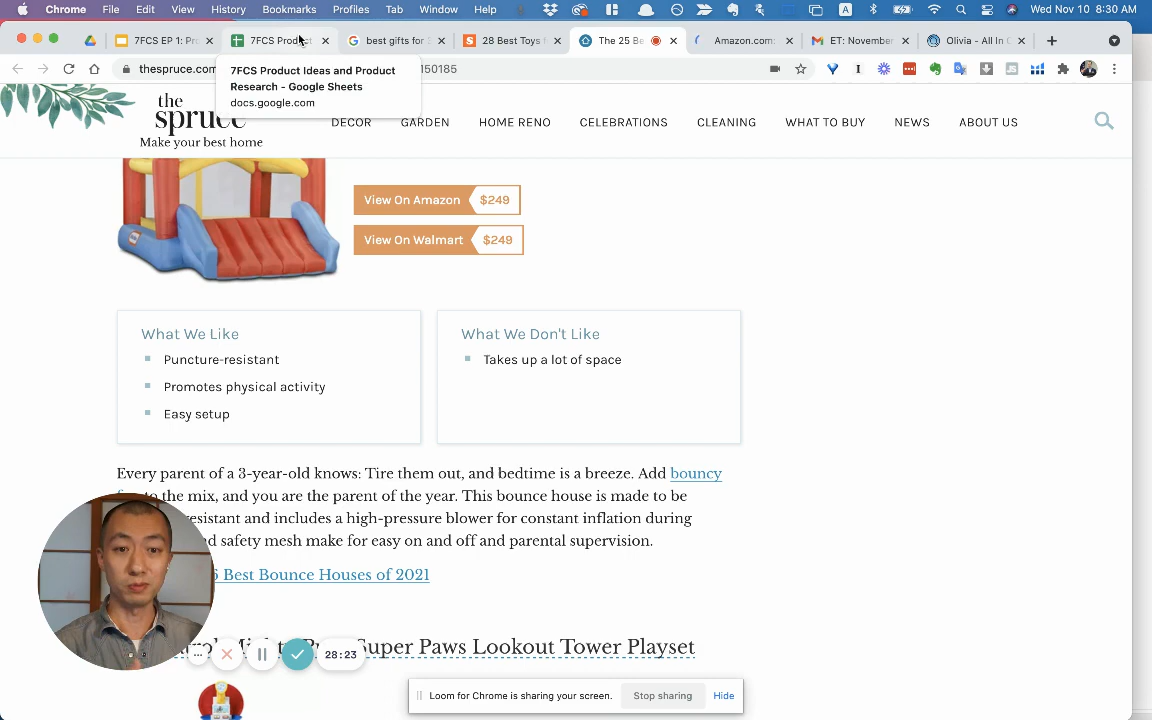 Chrome File Edit View History Bookmarks Profiles Tab Window Help A Wed Nov 10 8:30 AM
7FCS EP 1: Pro 7FCS Product best gifts for 3 28 Best Toys f The 25 Be Amazon.com: ET: November Olivia - All In C
thespruce.com 150185
7FCS Product Ideas and Product
Research - Google Sheets
docs.google.com
the
spruce
Make your best home
DECOR GARDEN HOME RENO CELEBRATIONS CLEANING WHAT TO BUY NEWS ABOUT US
View On Amazon $249
View On Walmart $249
What We Like
Puncture-resistant
Promotes physical activity
Easy setup
What We Don't Like
Takes up a lot of space
Every parent of a 3-year-old knows: Tire them out, and bedtime is a breeze. Add bouncy
to the mix, and you are the parent of the year. This bounce house is made to be
resistant and includes a high-pressure blower for constant inflation during
d safety mesh make for easy on and off and parental supervision.
Best Bounce Houses of 2021
Super Paws Lookout Tower Playset
28:23
Loom for Chrome is sharing your screen. Stop sharing Hide